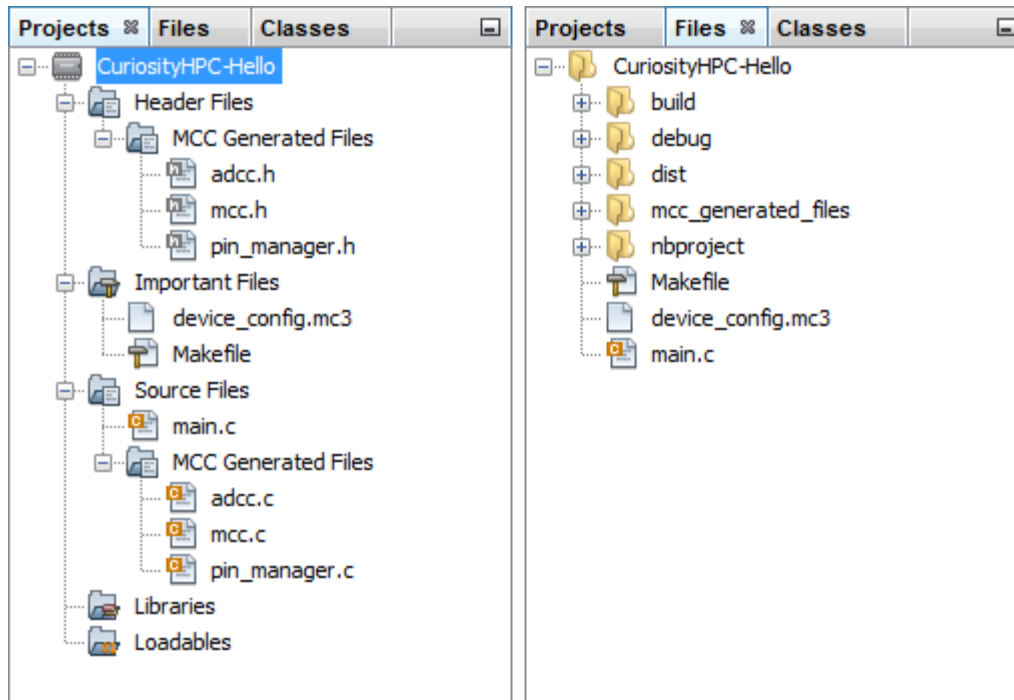 Projects Files Classes
CuriosityHPC-Hello
Header Files
MCC Generated Files
adcc.h
mcc.h
pin_manager.h
Important Files
device_config.mc3
Makefile
Source Files
main.c
MCC Generated Files
adcc.c
mcc.c
pin_manager.c
Libraries
Loadables
Projects Files Classes
CuriosityHPC-Hello
build
debug
dist
mcc_generated_files
nbproject
Makefile
device_config.mc3
main.c